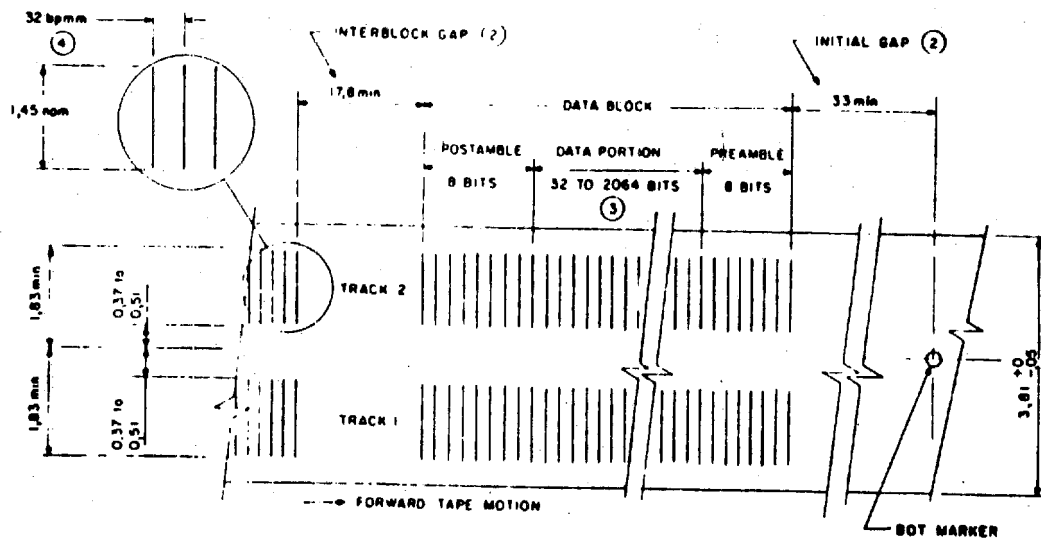 32 bpmm
④
1,45 nom
INTERBLOCK GAP (2)
17,8 min
INITIAL GAP ②
33 min
DATA BLOCK
POSTAMBLE
8 BITS
DATA PORTION
32 TO 2064 BITS
③
PREAMBLE
8 BITS
1,83 min
0,37 to
0,51
TRACK 2
1,83 min
0,37 to
0,51
TRACK 1
3,81 +0 -05
FORWARD TAPE MOTION
BOT MARKER